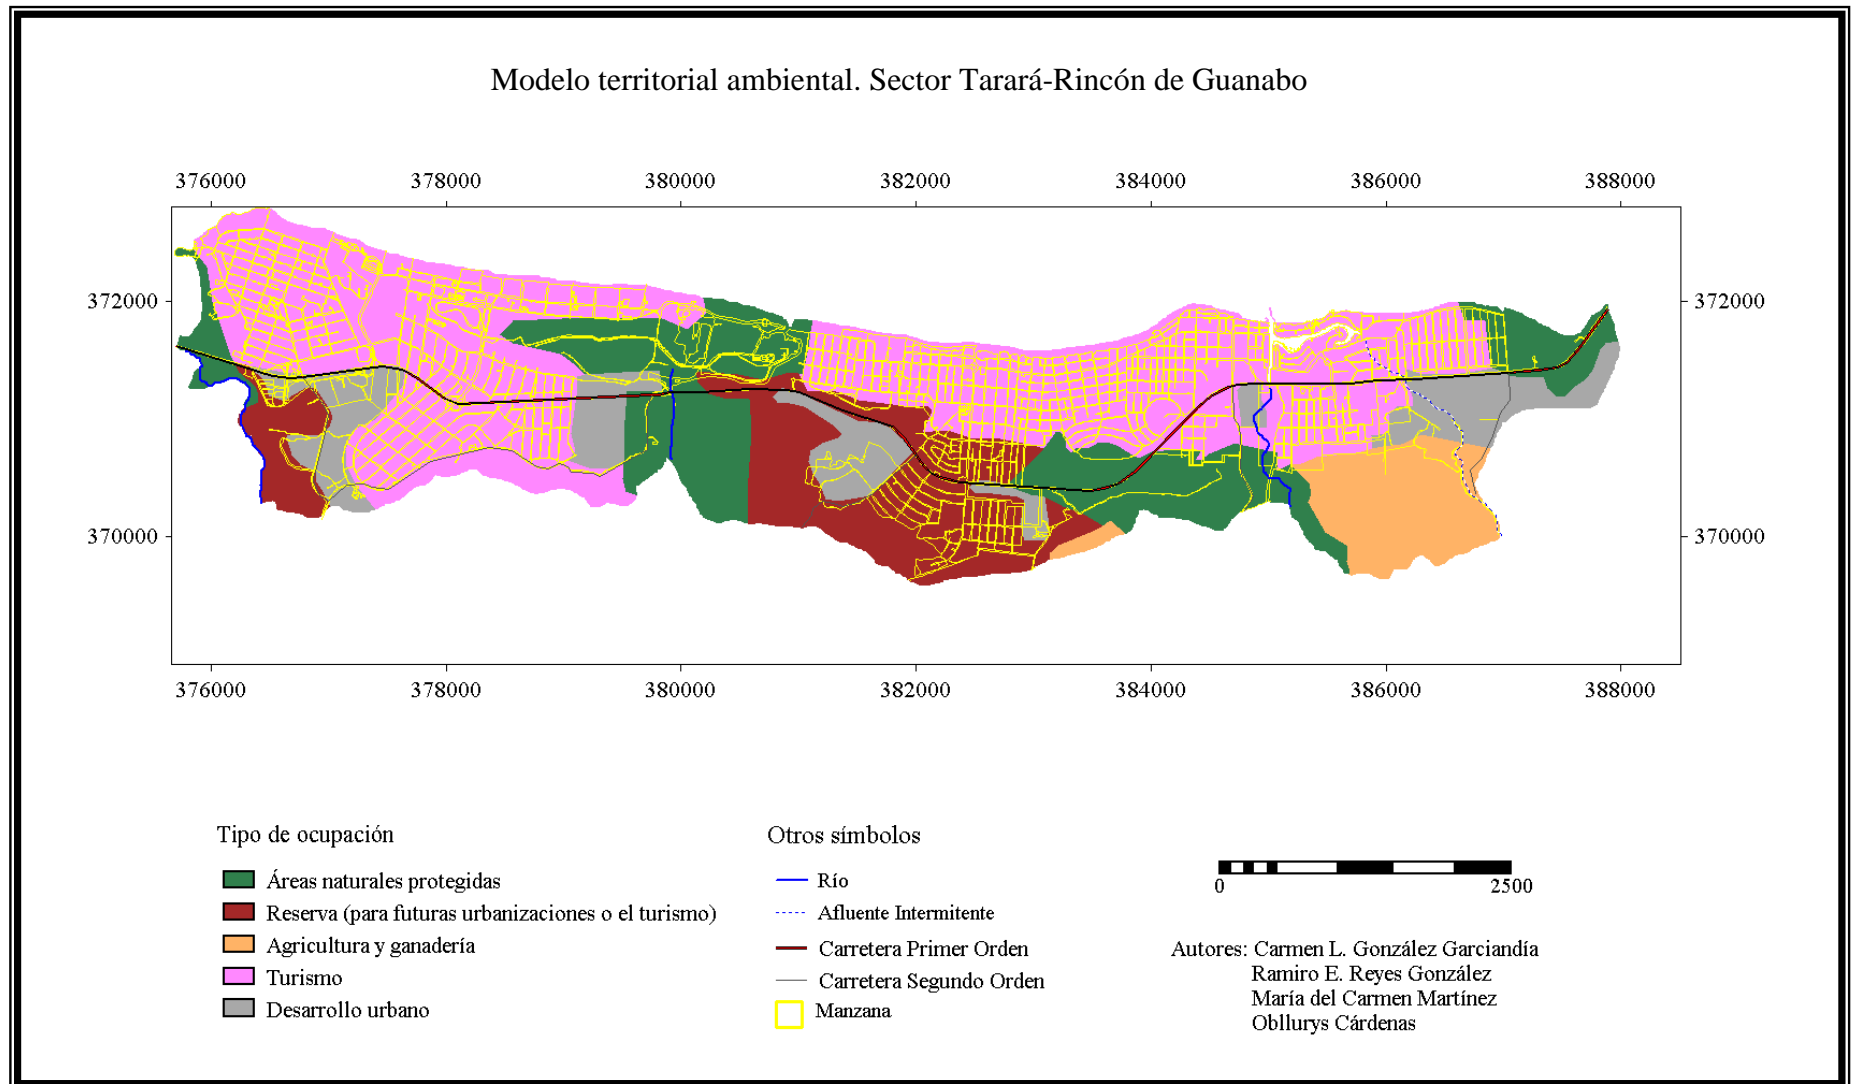 Modelo territorial ambiental. Sector Tarará-Rincón de Guanabo
376000 378000 380000 382000 384000 386000 388000
372000 372000
370000 370000
376000 378000 380000 382000 384000 386000 388000
Tipo de ocupación
Áreas naturales protegidas
Reserva (para futuras urbanizaciones o el turismo)
Agricultura y ganadería
Turismo
Desarrollo urbano
Otros símbolos
Río
Afluente Intermitente
Carretera Primer Orden
Carretera Segundo Orden
Manzana
0 2500
Autores: Carmen L. González Garciandía
Ramiro E. Reyes González
María del Carmen Martínez
Obllurys Cárdenas